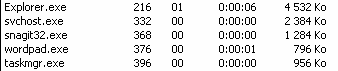 Explorer.exe 216 01 0:00:06 4 532 Ko
svchost.exe 332 00 0:00:00 2 384 Ko
snagit32.exe 368 00 0:00:00 1 284 Ko
wordpad.exe 376 00 0:00:01 796 Ko
taskmgr.exe 396 00 0:00:00 956 Ko